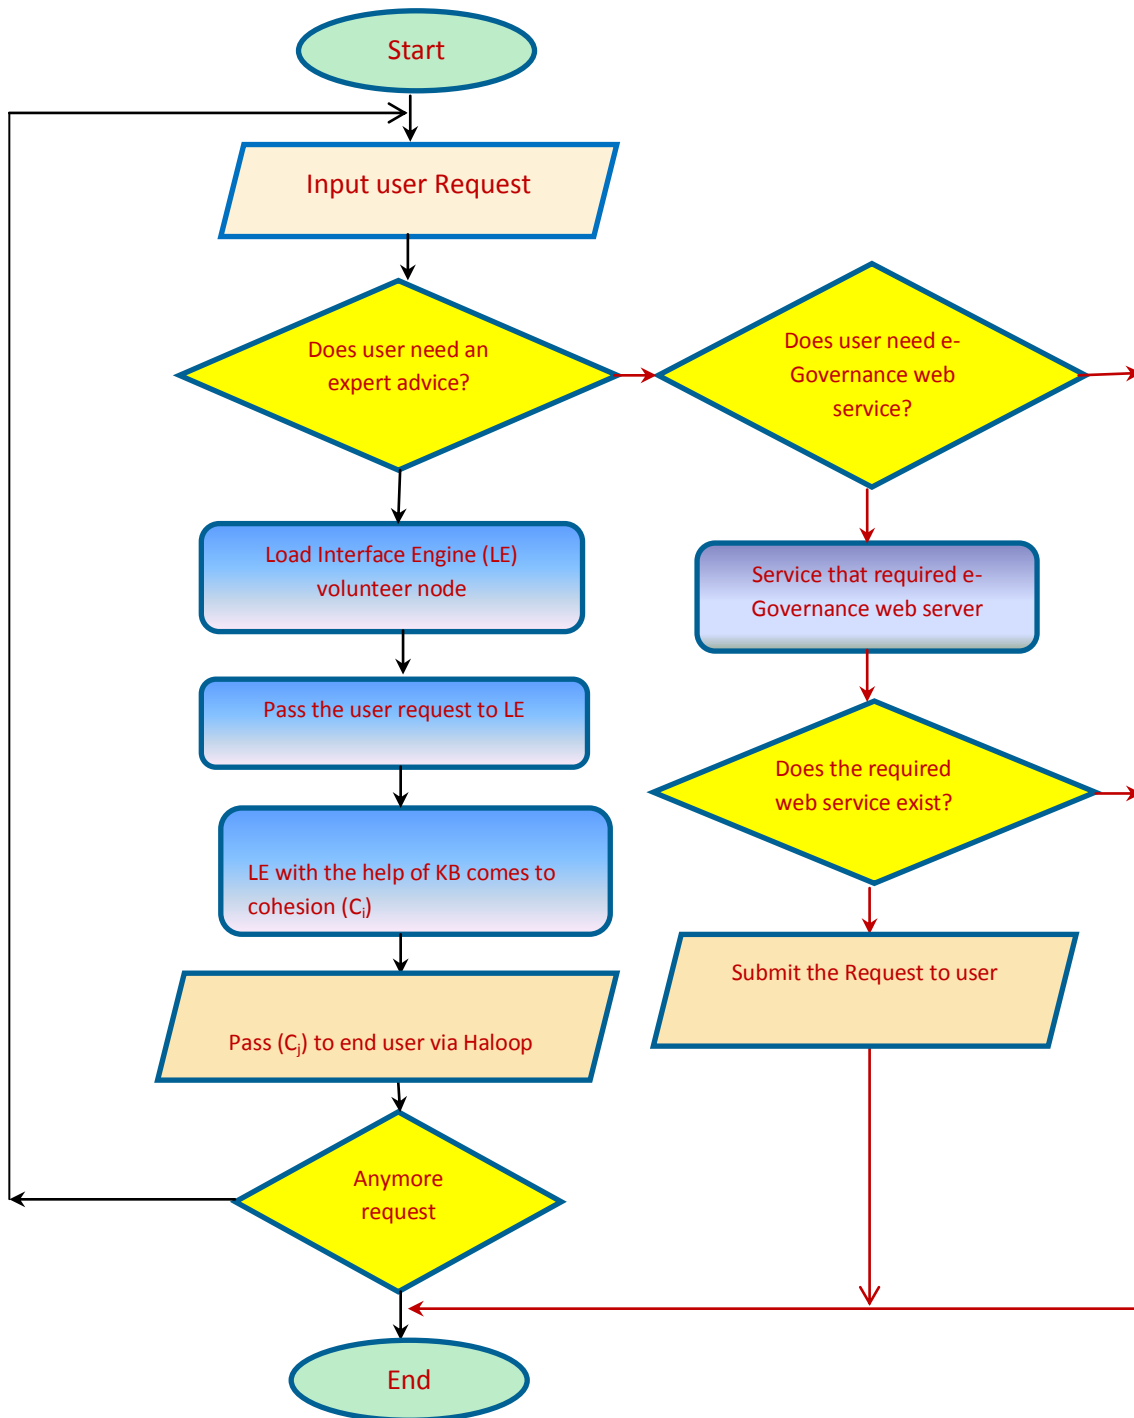 Start
Input user Request
Does user need an
expert advice?
Does user need e-
Governance web
service?
Load Interface Engine (LE)
volunteer node
Service that required e-
Governance web server
Pass the user request to LE
Does the required
web service exist?
LE with the help of KB comes to
cohesion (Cᵢ)
Submit the Request to user
Pass (Cⱼ) to end user via Haloop
Anymore
request
End